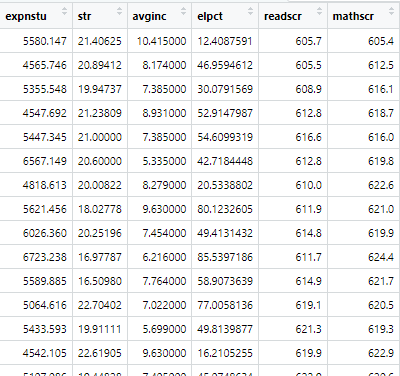 expnstu str avginc elpct readscr mathscr
5580.147 21.40625 10.415000 12.4087591 605.7 605.4
4565.746 20.89412 8.174000 46.9594612 605.5 612.5
5355.548 19.94737 7.385000 30.0791569 608.9 616.1
4547.692 21.23809 8.931000 52.9147987 612.8 618.7
5447.345 21.00000 7.385000 54.6099319 616.6 616.0
6567.149 20.60000 5.335000 42.7184448 612.8 619.8
4818.613 20.00822 8.279000 20.5338802 610.0 622.6
5621.456 18.02778 9.630000 80.1232605 611.9 621.0
6026.360 20.25196 7.454000 49.4131432 614.8 619.9
6723.238 16.97787 6.216000 85.5397186 611.7 624.4
5589.885 16.50980 7.764000 58.9073639 614.9 621.7
5064.616 22.70402 7.022000 77.0058136 619.1 620.5
5433.593 19.91111 5.699000 49.8139877 621.3 619.3
4542.105 22.61905 9.630000 16.2105255 619.9 622.9